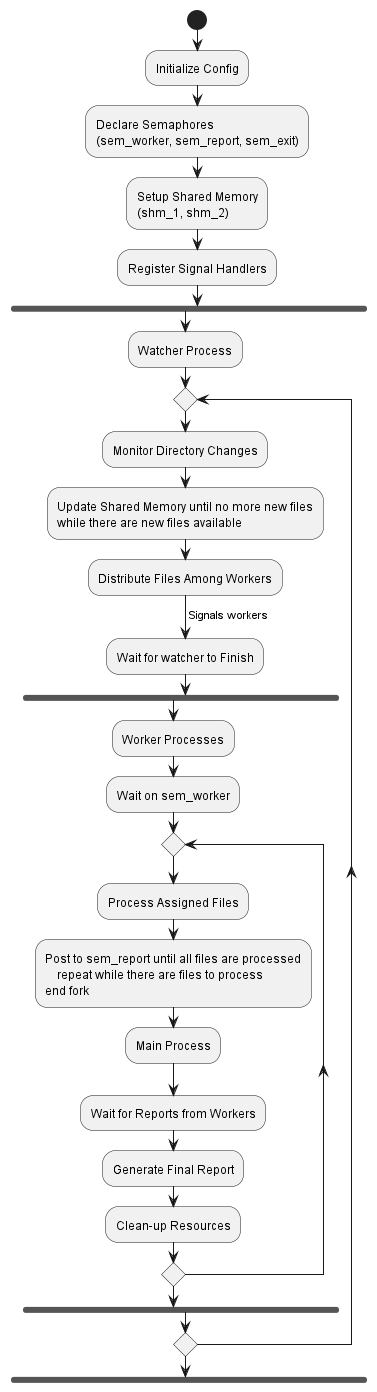 Initialize Config
Declare Semaphores
(sem_worker, sem_report, sem_exit)
Setup Shared Memory
(shm_1, shm_2)
Register Signal Handlers
Watcher Process
Monitor Directory Changes
Update Shared Memory until no more new files
while there are new files available
Distribute Files Among Workers
Signals workers
Wait for watcher to Finish
Worker Processes
Wait on sem_worker
Process Assigned Files
Post to sem_report until all files are processed
repeat while there are files to process
end fork
Main Process
Wait for Reports from Workers
Generate Final Report
Clean-up Resources